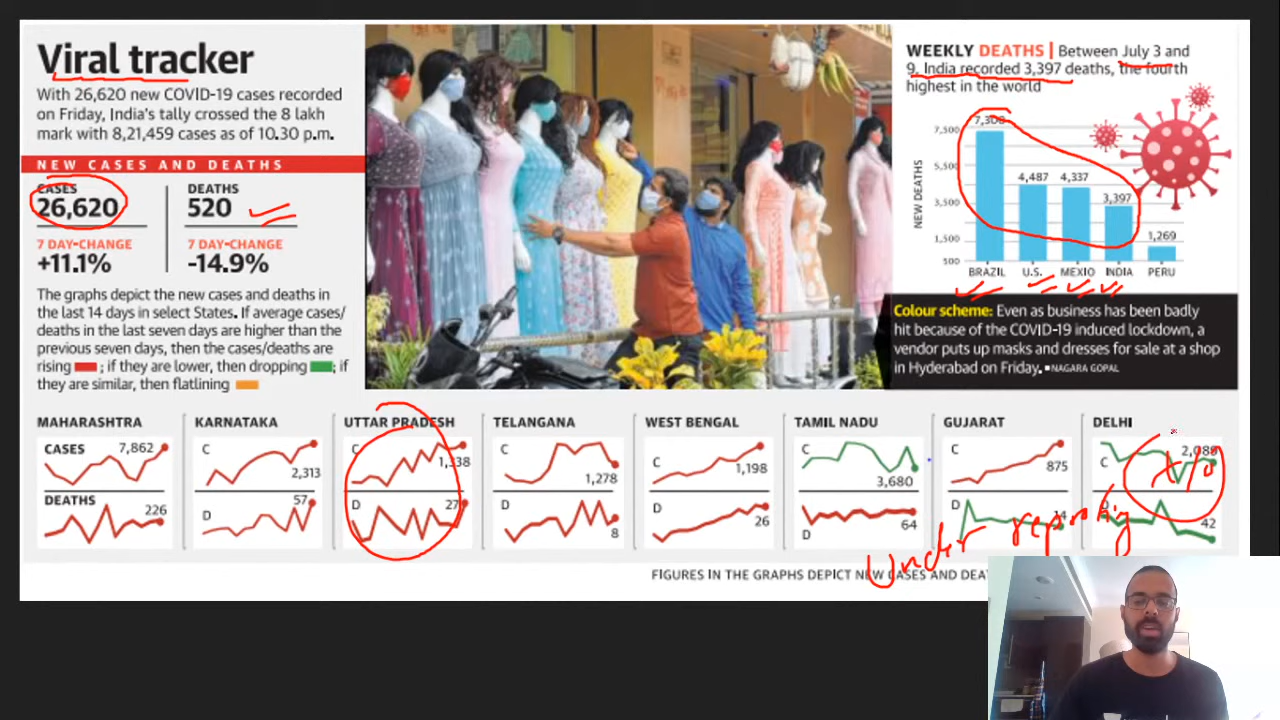 Viral tracker
With 26,620 new COVID-19 cases recorded
on Friday, India's tally crossed the 8 lakh
mark with 8,21,459 cases as of 10.30 p.m.
NEW CASES AND DEATHS
CASES
26,620
7 DAY-CHANGE
+11.1%
DEATHS
520
7 DAY-CHANGE
-14.9%
The graphs depict the new cases and deaths in
the last 14 days in select States. If average cases/
deaths in the last seven days are higher than the
previous seven days, then the cases/deaths are
rising ; if they are lower, then dropping ; if
they are similar, then flatlining
WEEKLY DEATHS | Between July 3 and
9, India recorded 3,397 deaths, the fourth
highest in the world
NEW DEATHS
7,500
5,500
3,500
1,500
500
7,308
4,487
4,337
3,397
1,269
BRAZIL U.S. MEXIO INDIA PERU
Colour scheme: Even as business has been badly
hit because of the COVID-19 induced lockdown, a
vendor puts up masks and dresses for sale at a shop
in Hyderabad on Friday. ■ NAGARA GOPAL
MAHARASHTRA
CASES
7,862
DEATHS
226
KARNATAKA
C
2,313
D
57
UTTAR PRADESH
C
1,338
D
27
TELANGANA
C
1,278
D
8
WEST BENGAL
C
1,198
D
26
TAMIL NADU
C
3,680
D
64
GUJARAT
C
875
D
14
DELHI
C
2,089
D
42
Under reporting
FIGURES IN THE GRAPHS DEPICT NEW CASES AND DEA